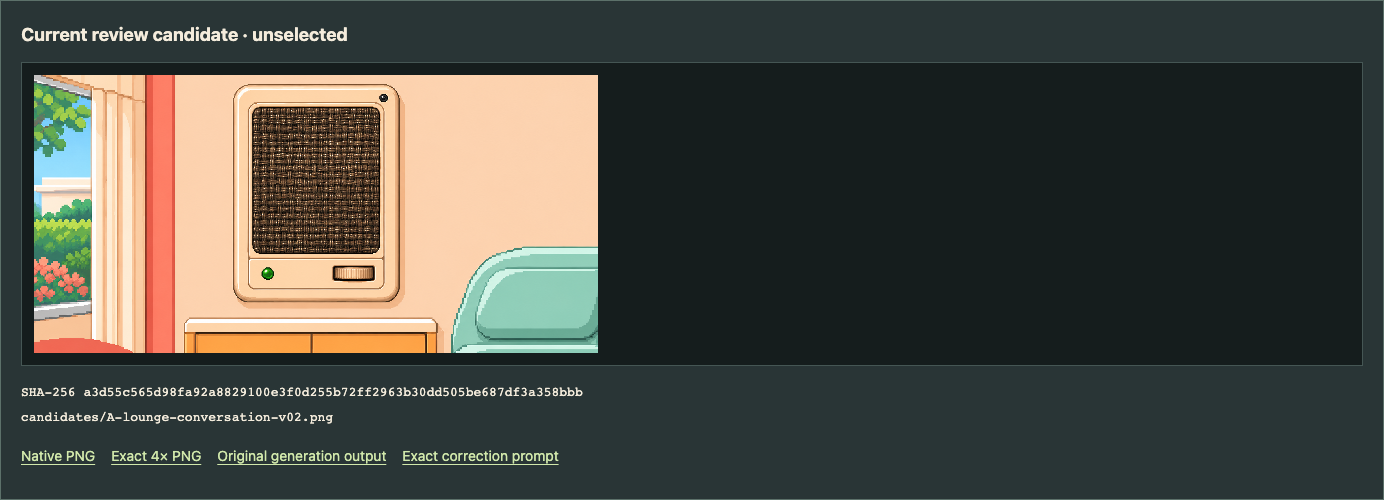 Current review candidate · unselected
SHA-256 a3d55c565d98fa92a8829100e3f0d255b72ff2963b30dd505be687df3a358bbb
candidates/A-lounge-conversation-v02.png
Native PNG Exact 4× PNG Original generation output Exact correction prompt